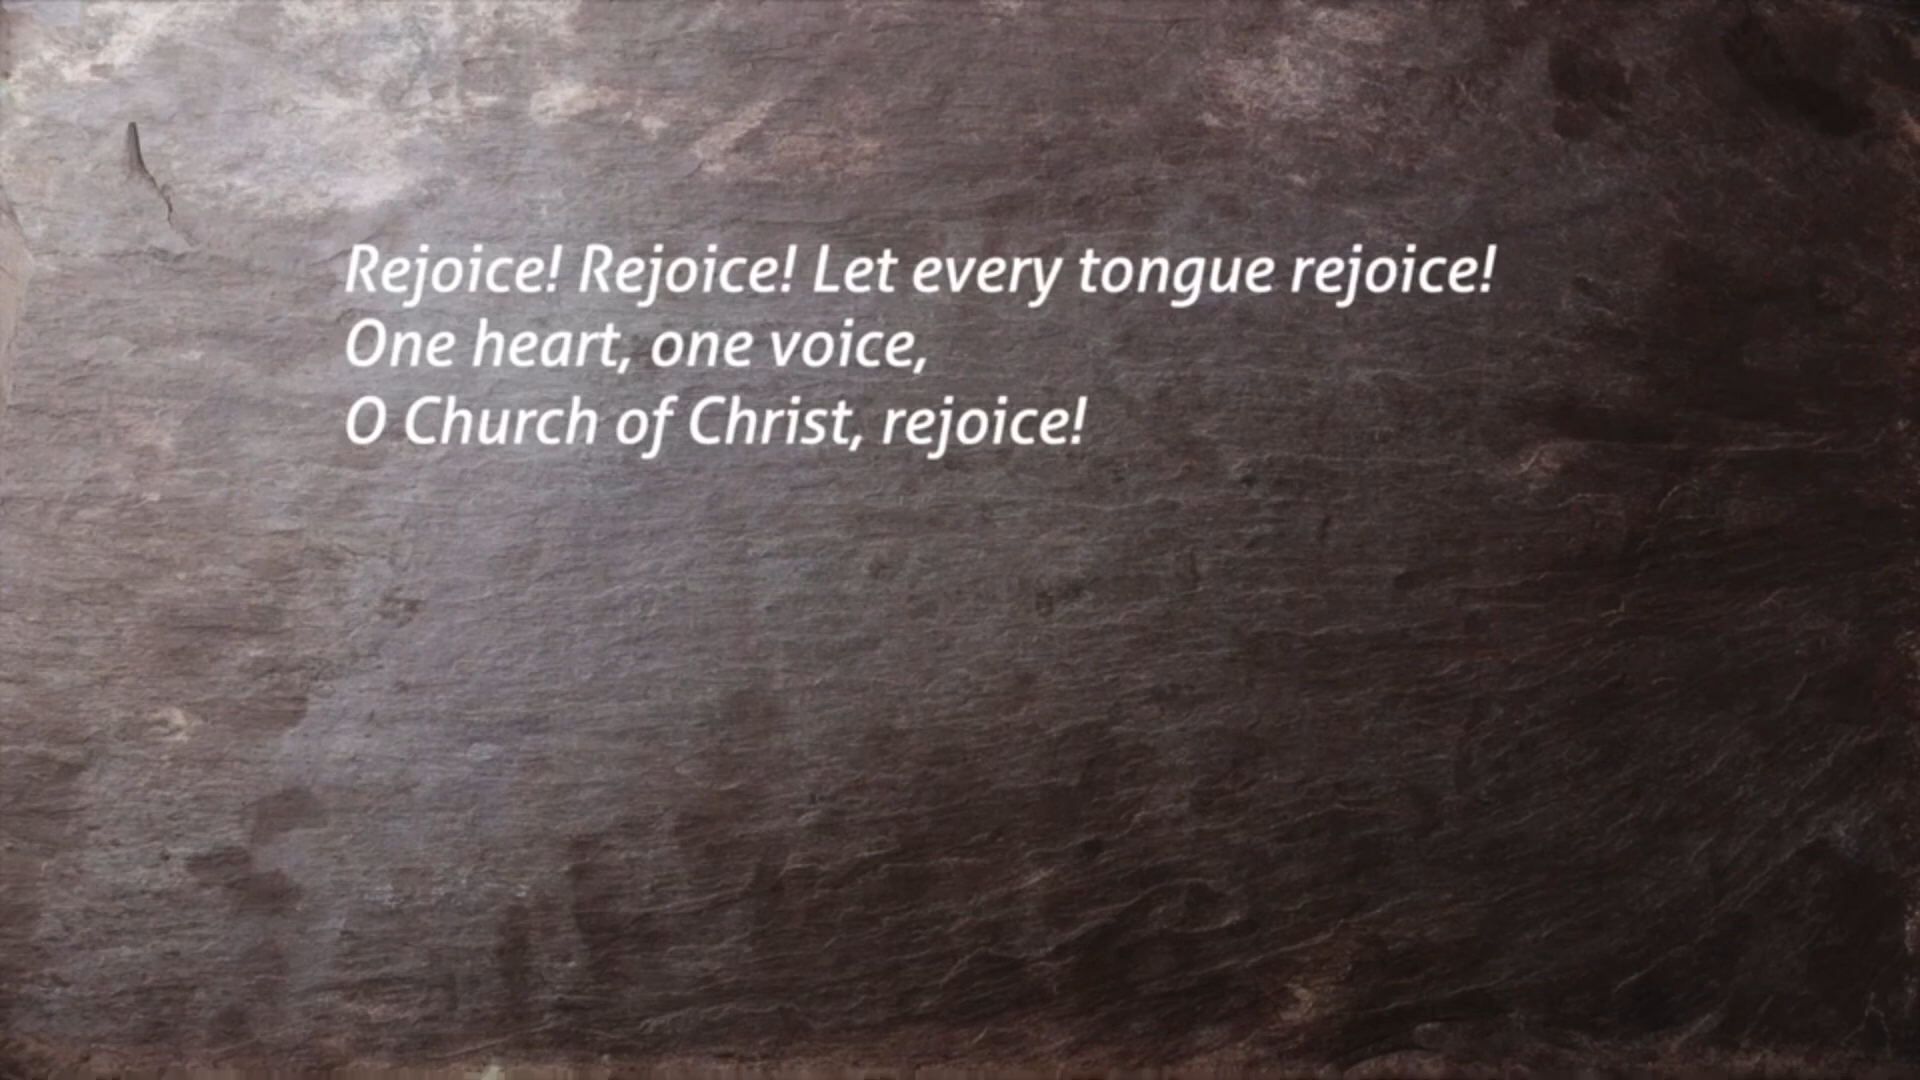 Rejoice! Rejoice! Let every tongue rejoice!
One heart, one voice,
O Church of Christ, rejoice!